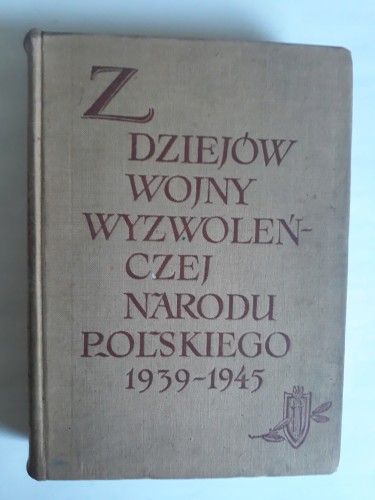 Z
DZIEJÓW
WOJNY
WYZWOLEŃ-
CZEJ
NARODU
POLSKIEGO
1939-1945